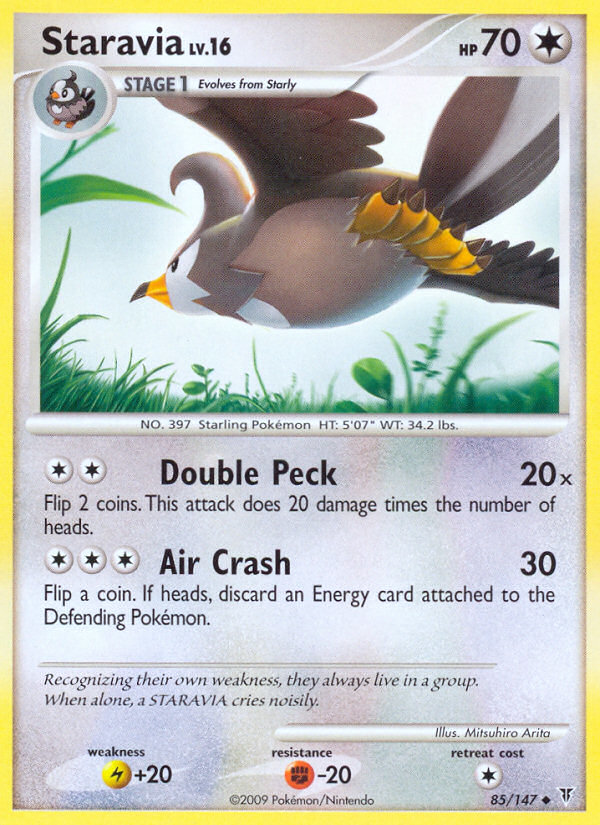 Staravia LV.16 HP 70
STAGE 1 Evolves from Starly
NO. 397 Starling Pokémon HT: 5'07" WT: 34.2 lbs.
Double Peck 20x
Flip 2 coins. This attack does 20 damage times the number of
heads.
Air Crash 30
Flip a coin. If heads, discard an Energy card attached to the
Defending Pokémon.
Recognizing their own weakness, they always live in a group.
When alone, a STARAVIA cries noisily.
Illus. Mitsuhiro Arita
weakness resistance retreat cost
+20 -20
©2009 Pokémon/Nintendo 85/147